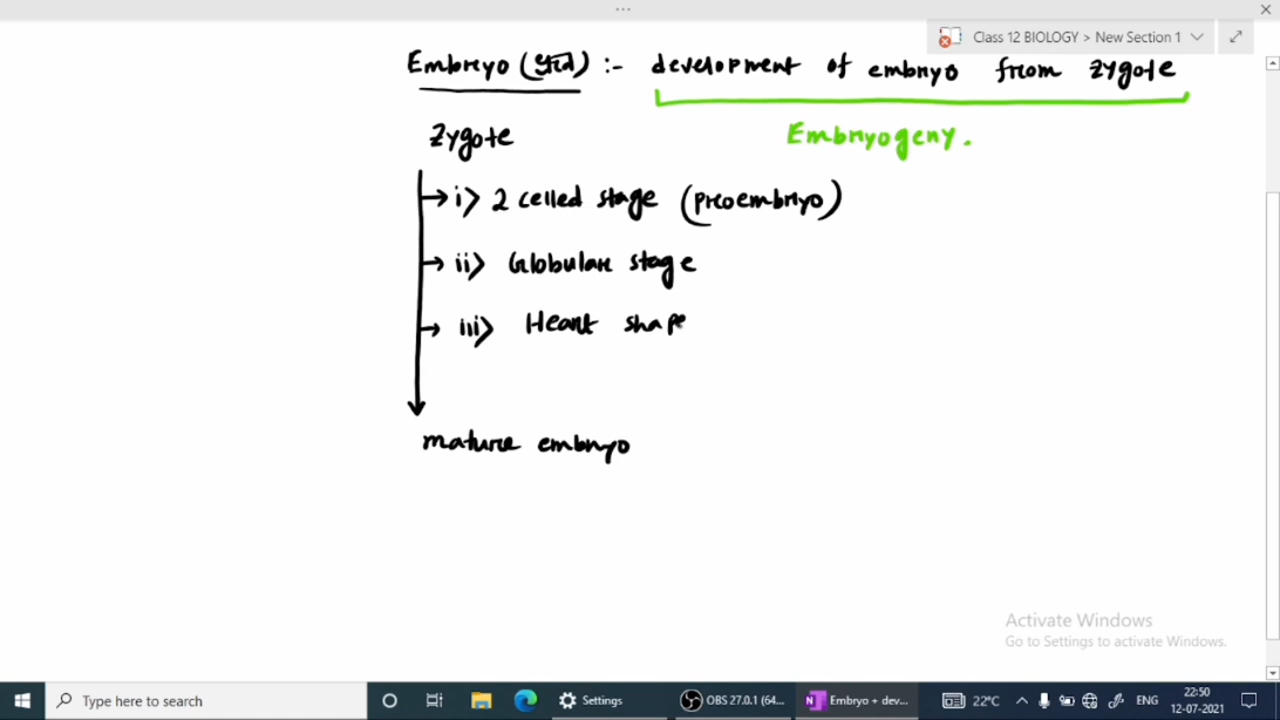 Class 12 BIOLOGY > New Section 1
Embryo (भ्रूण) :- development of embryo from zygote
Embryogeny.
Zygote
i> 2 celled stage (proembryo)
ii> Globular stage
iii> Heart shape
mature embryo
Activate Windows
Go to Settings to activate Windows.
Type here to search
Settings
OBS 27.0.1 (64...
Embryo + dev...
22°C
ENG
22:50
12-07-2021